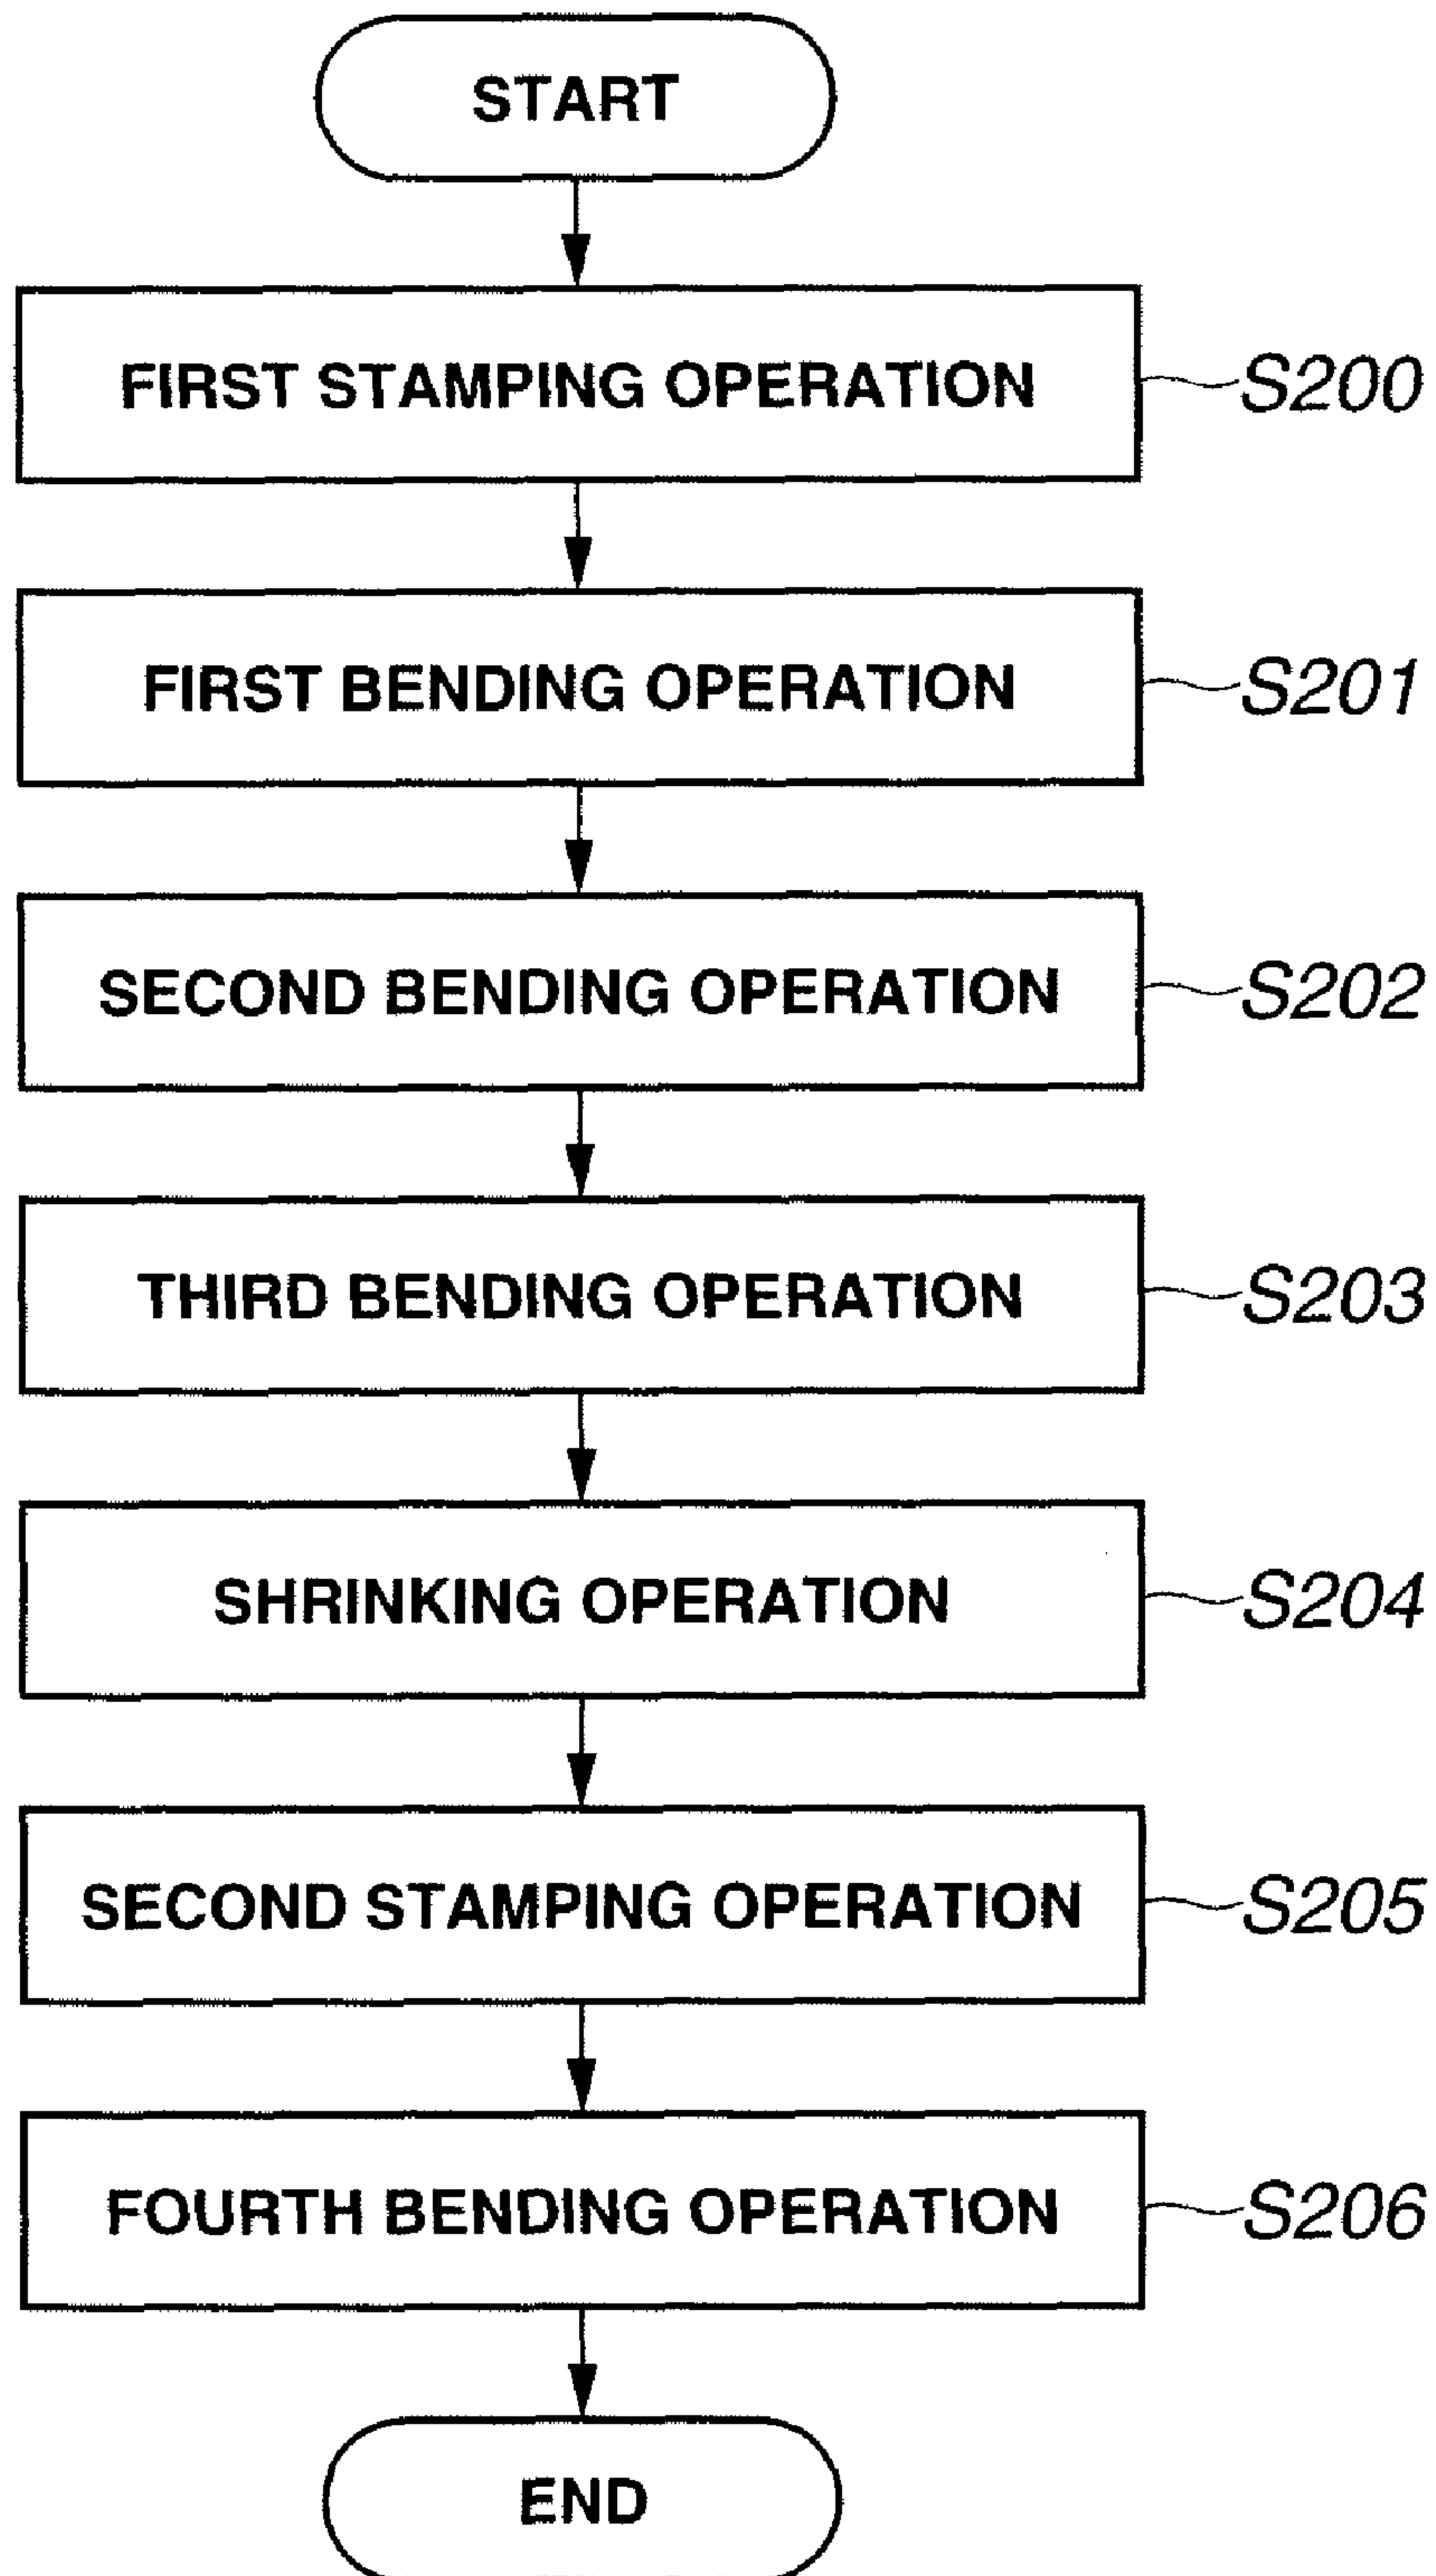 START
FIRST STAMPING OPERATION S200
FIRST BENDING OPERATION S201
SECOND BENDING OPERATION S202
THIRD BENDING OPERATION S203
SHRINKING OPERATION S204
SECOND STAMPING OPERATION S205
FOURTH BENDING OPERATION S206
END